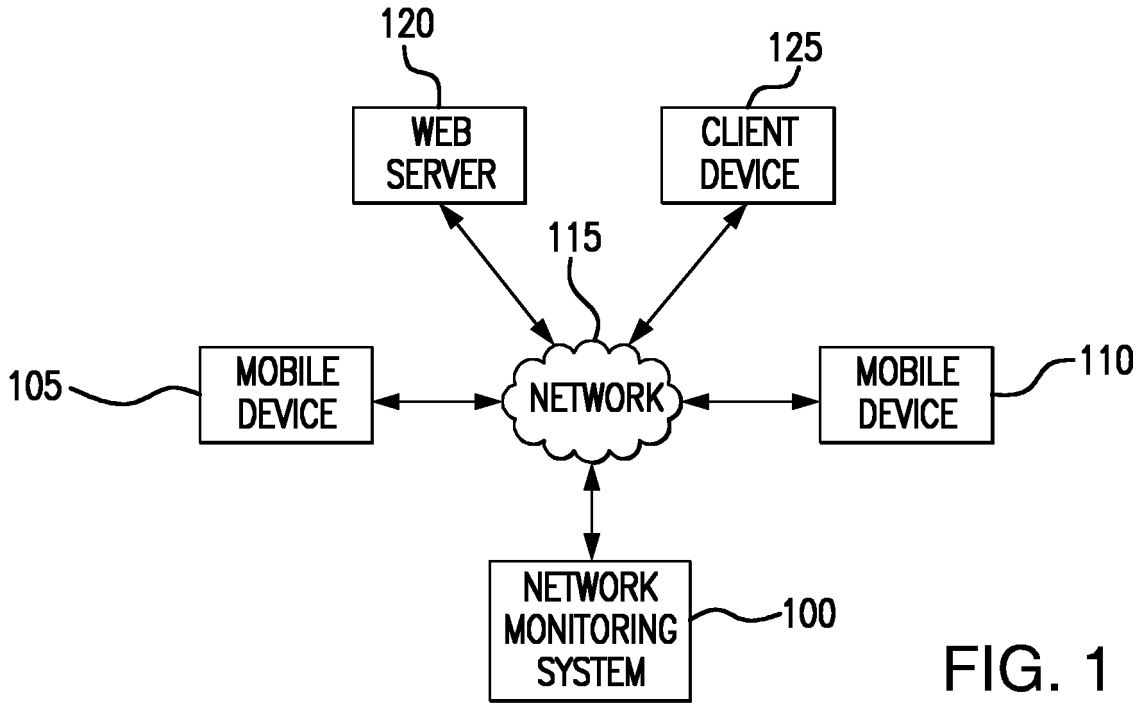 120
125
WEB
SERVER
CLIENT
DEVICE
115
105
MOBILE
DEVICE
NETWORK
MOBILE
DEVICE
110
NETWORK
MONITORING
SYSTEM
100
FIG. 1